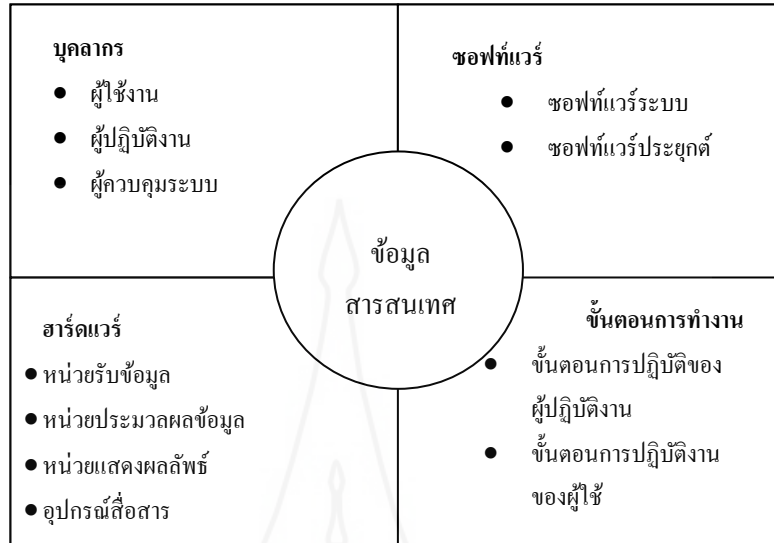 บุคลากร
● ผู้ใช้งาน
● ผู้ปฏิบัติงาน
● ผู้ควบคุมระบบ
ซอฟท์แวร์
● ซอฟท์แวร์ระบบ
● ซอฟท์แวร์ประยุกต์
ข้อมูล
สารสนเทศ
ฮาร์ดแวร์
● หน่วยรับข้อมูล
● หน่วยประมวลผลข้อมูล
● หน่วยแสดงผลลัพธ์
● อุปกรณ์สื่อสาร
ขั้นตอนการทำงาน
● ขั้นตอนการปฏิบัติของ
ผู้ปฏิบัติงาน
● ขั้นตอนการปฏิบัติงาน
ของผู้ใช้